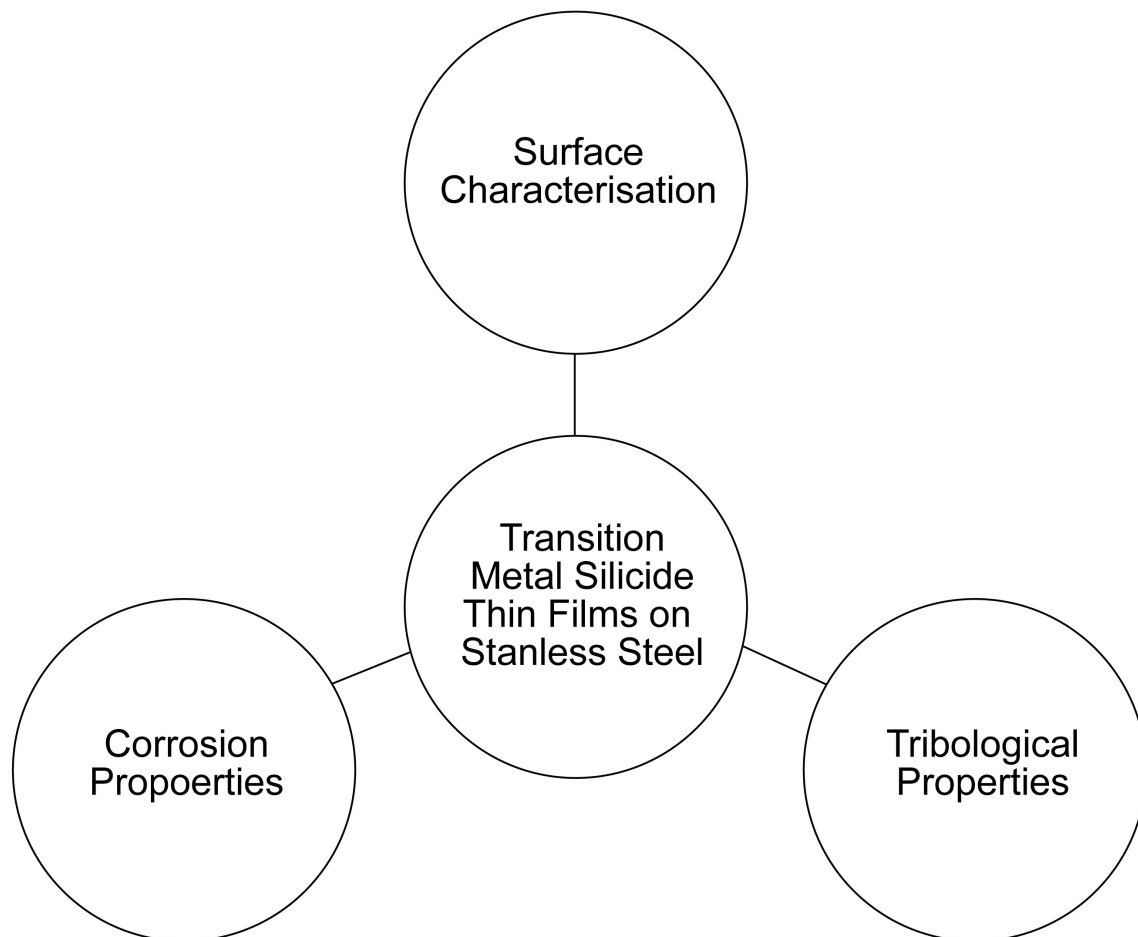 Surface
Characterisation
Transition
Metal Silicide
Thin Films on
Stanless Steel
Corrosion
Propoerties
Tribological
Properties